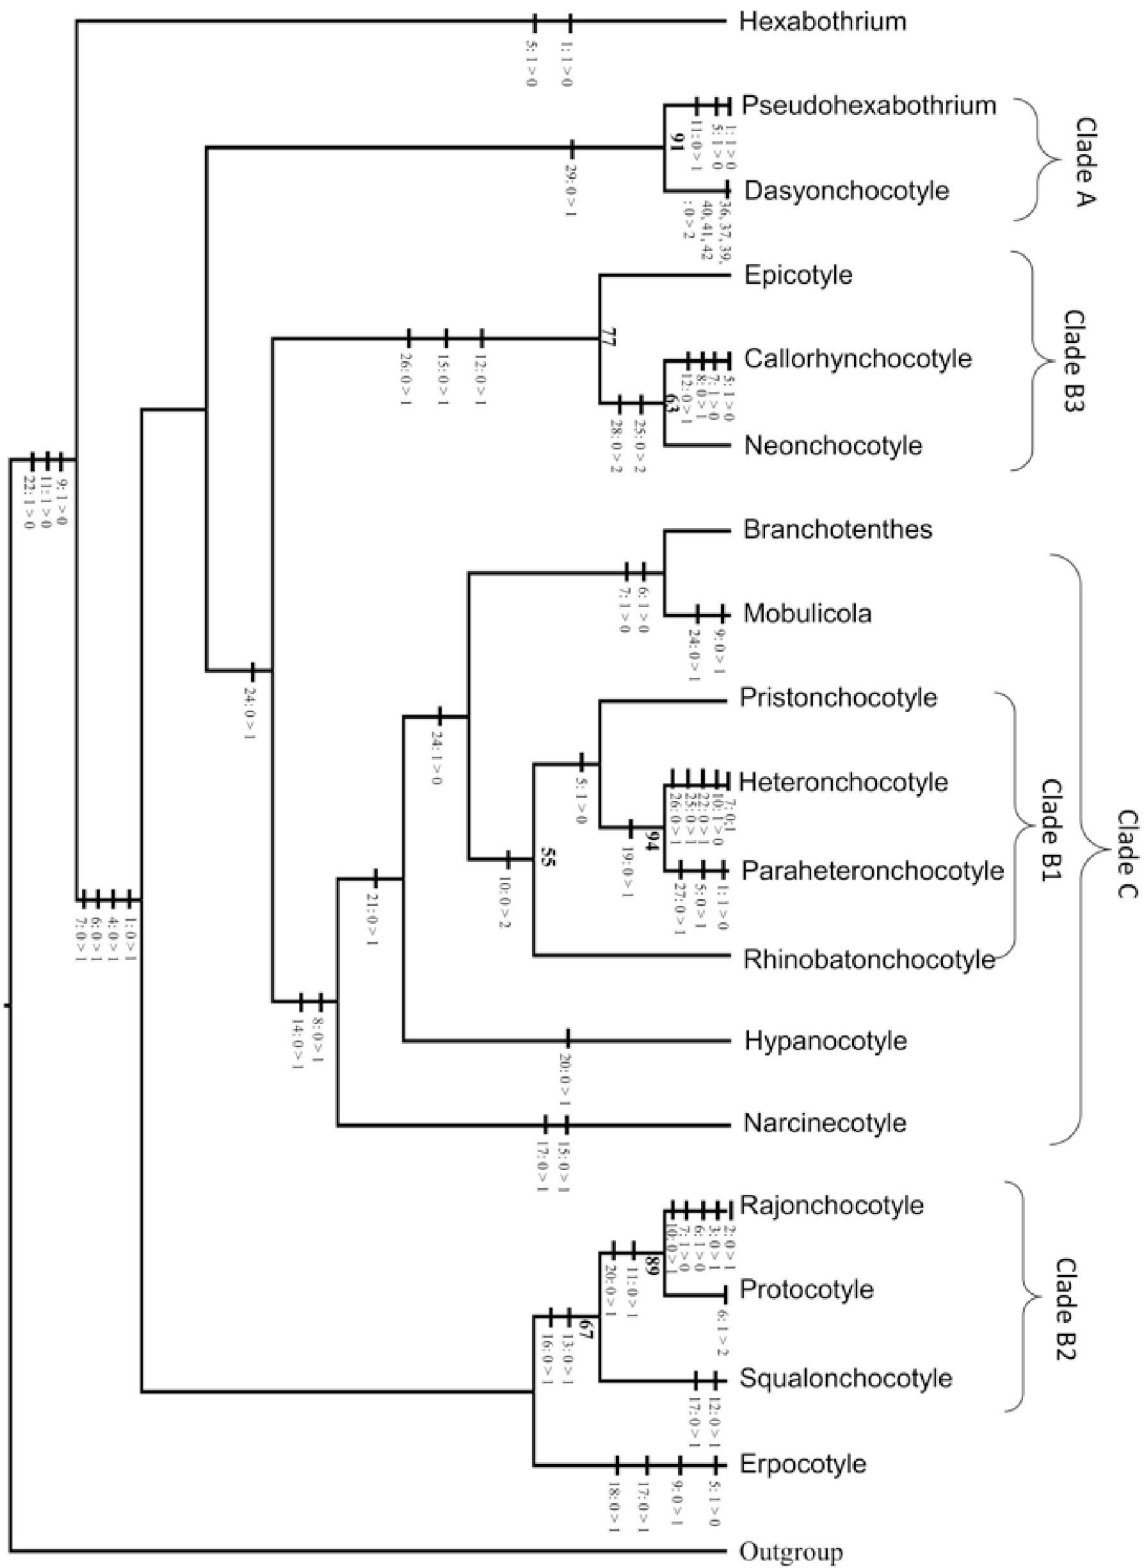 Hexabothrium
1: 1 > 0
5: 1 > 0
Pseudohexabothrium
1: 1 > 0
5: 1 > 0
11: 0 > 1
91
29: 0 > 1
Dasyonchocotyle
36, 37, 39,
40, 41, 42
: 0 > 2
Clade A
Epicotyle
77
12: 0 > 1
15: 0 > 1
26: 0 > 1
Callorhynchocotyle
5: 1 > 0
7: 1 > 0
8: 0 > 1
12: 0 > 1
63
25: 0 > 2
28: 0 > 2
Neonchocotyle
Clade B3
9: 1 > 0
11: 1 > 0
22: 1 > 0
Branchotenthes
6: 1 > 0
7: 1 > 0
Mobulicola
9: 0 > 1
24: 0 > 1
24: 0 > 1
Pristonchocotyle
24: 1 > 0
5: 1 > 0
Heteronchocotyle
7: 0,1
10: 1 > 0
22: 0 > 1
25: 0 > 1
26: 0 > 1
94
19: 0 > 1
Paraheteronchocotyle
1: 1 > 0
5: 0 > 1
27: 0 > 1
55
10: 0 > 2
Rhinobatonchocotyle
Clade B1
Clade C
21: 0 > 1
1: 0 > 1
4: 0 > 1
6: 0 > 1
7: 0 > 1
8: 0 > 1
14: 0 > 1
Hypanocotyle
20: 0 > 1
Narcinecotyle
15: 0 > 1
17: 0 > 1
Rajonchocotyle
2: 0 > 1
3: 0 > 1
6: 1 > 0
7: 1 > 0
10: 0 > 1
89
11: 0 > 1
20: 0 > 1
Protocotyle
6: 1 > 2
67
13: 0 > 1
16: 0 > 1
Squalonchocotyle
12: 0 > 1
17: 0 > 1
Clade B2
Erpocotyle
5: 1 > 0
9: 0 > 1
17: 0 > 1
18: 0 > 1
Outgroup